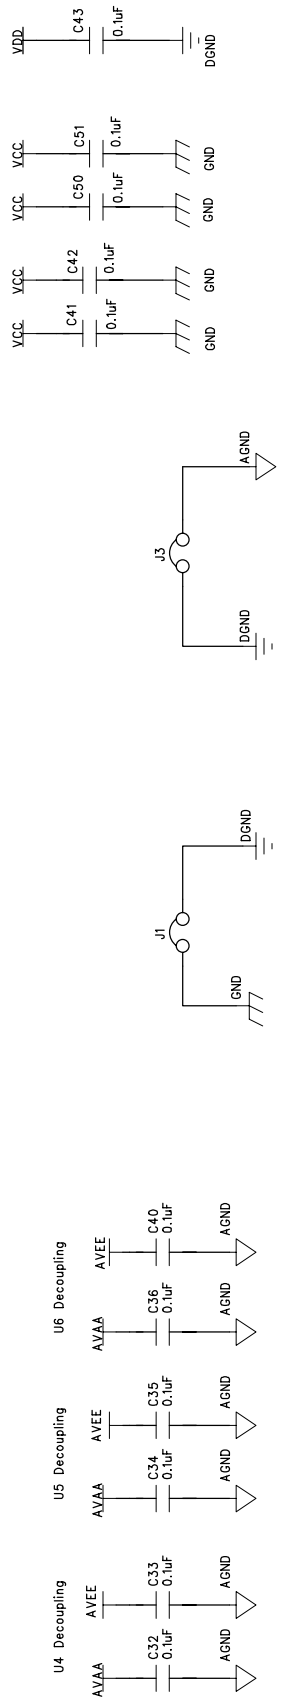 VDD
C43
0.1uF
DGND
VCC
C51
0.1uF
GND
VCC
C50
0.1uF
GND
VCC
C42
0.1uF
GND
VCC
C41
0.1uF
GND
J3
AGND
DGND
J1
DGND
GND
U6 Decoupling
AVEE
C40
0.1uF
AGND
AVAA
C36
0.1uF
AGND
U5 Decoupling
AVEE
C35
0.1uF
AGND
AVAA
C34
0.1uF
AGND
U4 Decoupling
AVEE
C33
0.1uF
AGND
AVAA
C32
0.1uF
AGND